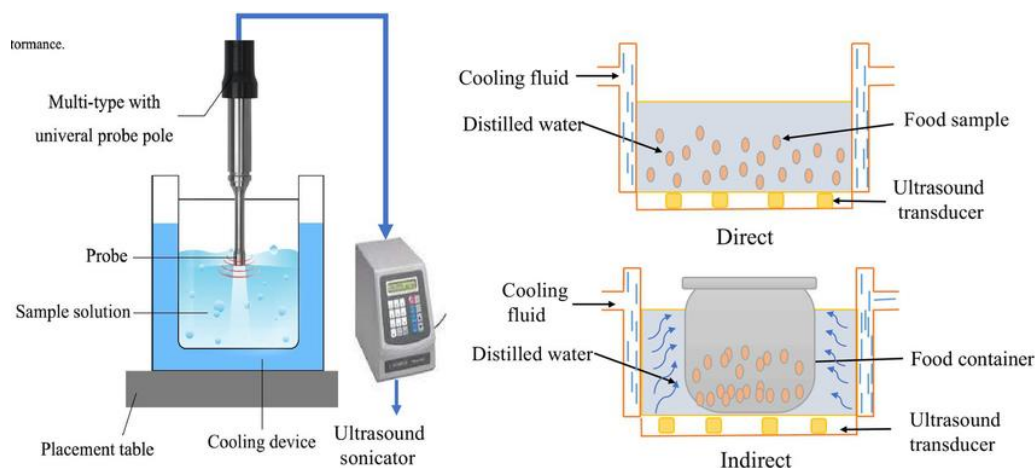 tormance.
Multi-type with
univeral probe pole
Probe
Sample solution
Placement table
Cooling device
Ultrasound
sonicator
Cooling fluid
Distilled water
Food sample
Ultrasound
transducer
Direct
Cooling
fluid
Distilled water
Food container
Ultrasound
transducer
Indirect